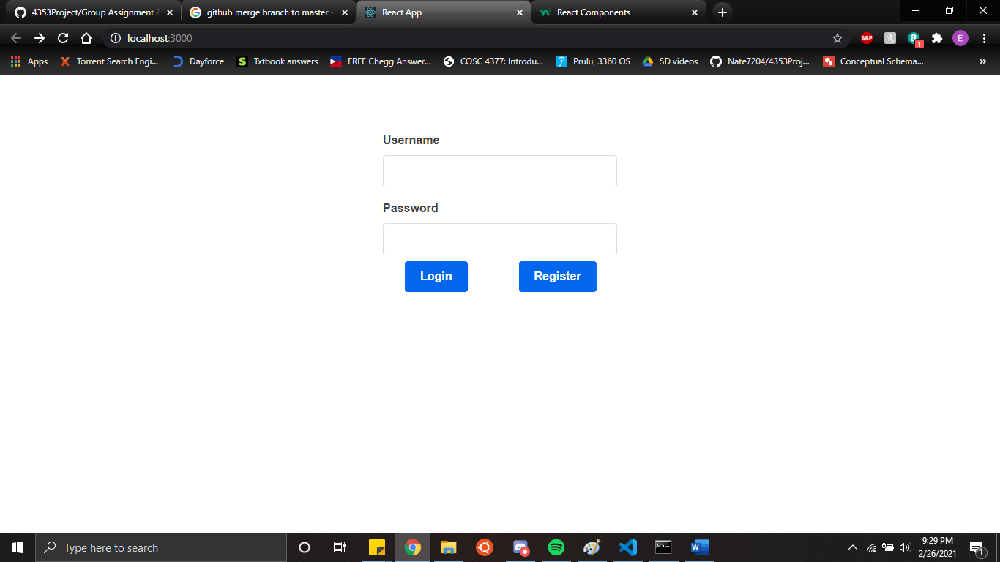 4353Project/Group Assignment 2
github merge branch to master -
React App
React Components
localhost:3000
ABP
E
1
Apps
Torrent Search Engi...
Dayforce
Txtbook answers
FREE Chegg Answer...
COSC 4377: Introdu...
Prulu, 3360 OS
SD videos
Nate7204/4353Proj...
Conceptual Schema...
»
Username
Password
Login
Register
Type here to search
9:29 PM
2/26/2021
1